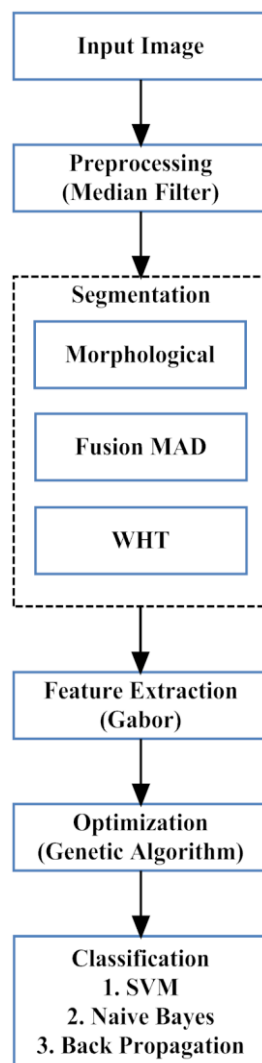 Input Image
Preprocessing
(Median Filter)
Segmentation
Morphological
Fusion MAD
WHT
Feature Extraction
(Gabor)
Optimization
(Genetic Algorithm)
Classification
1. SVM
2. Naive Bayes
3. Back Propagation